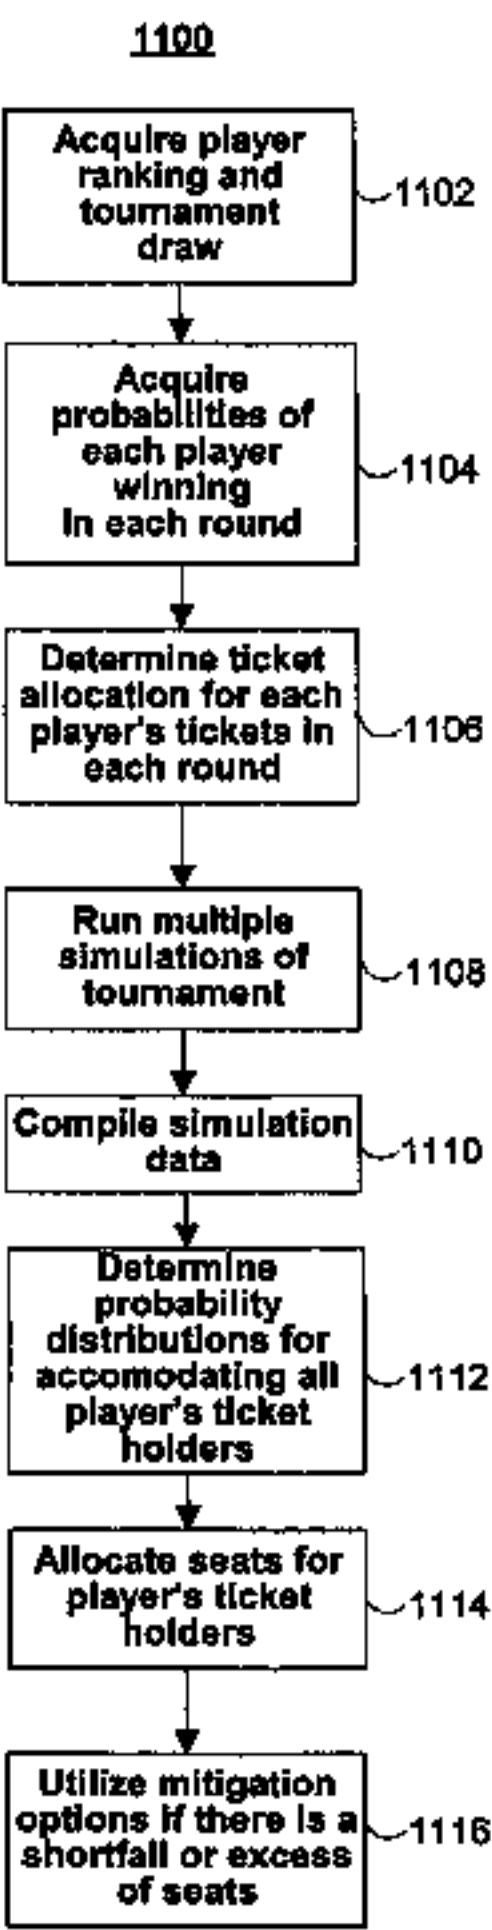 1100
Acquire player
ranking and
tournament
draw
1102
Acquire
probabilities of
each player
winning
in each round
1104
Determine ticket
allocation for each
player's tickets in
each round
1106
Run multiple
simulations of
tournament
1108
Compile simulation
data
1110
Determine
probability
distributions for
accomodating all
player's ticket
holders
1112
Allocate seats for
player's ticket
holders
1114
Utilize mitigation
options if there is a
shortfall or excess
of seats
1116